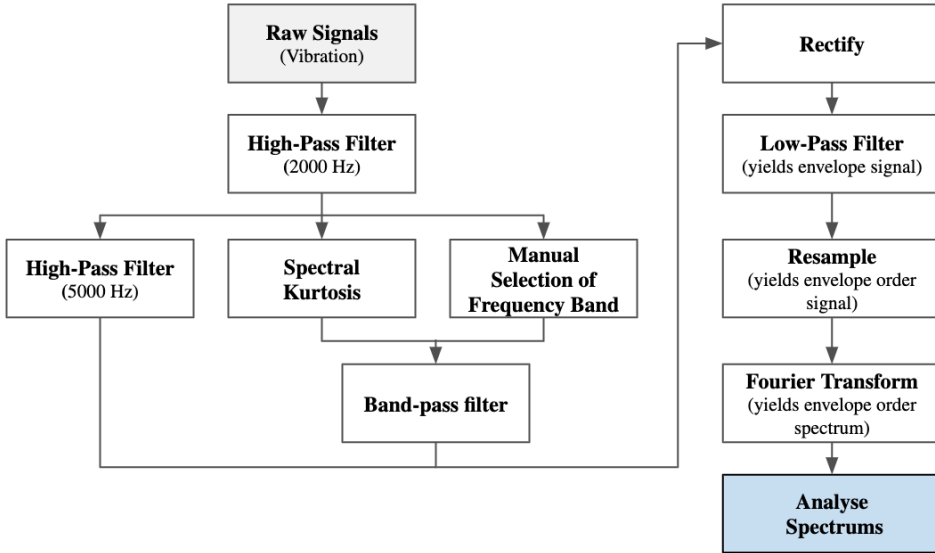 Raw Signals
(Vibration)
High-Pass Filter
(2000 Hz)
High-Pass Filter
(5000 Hz)
Spectral
Kurtosis
Manual
Selection of
Frequency Band
Band-pass filter
Rectify
Low-Pass Filter
(yields envelope signal)
Resample
(yields envelope order
signal)
Fourier Transform
(yields envelope order
spectrum)
Analyse
Spectrums